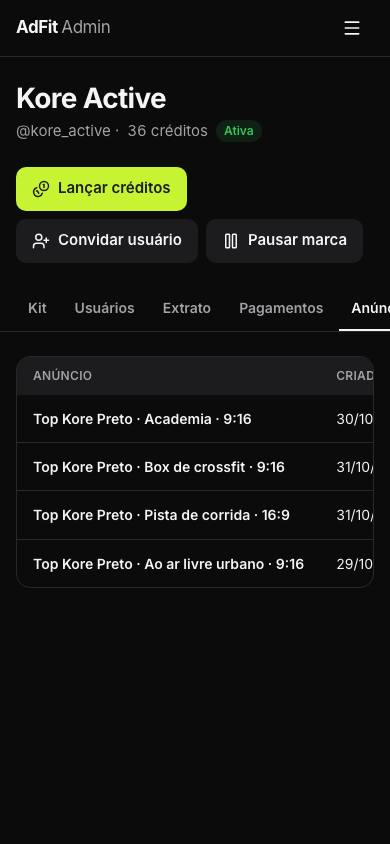 AdFit Admin
Kore Active
@kore_active · 36 créditos Ativa
Lançar créditos
Convidar usuário Pausar marca
Kit Usuários Extrato Pagamentos Anúnc
ANÚNCIO CRIAD
Top Kore Preto · Academia · 9:16 30/10
Top Kore Preto · Box de crossfit · 9:16 31/10/
Top Kore Preto · Pista de corrida · 16:9 31/10/
Top Kore Preto · Ao ar livre urbano · 9:16 29/10